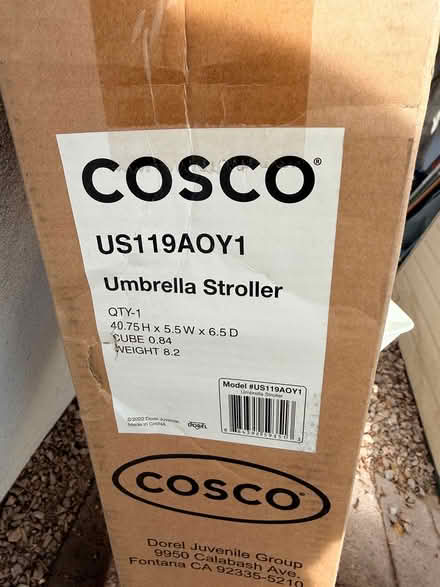 COSCO®
US119AOY1
Umbrella Stroller
QTY-1
40.75 H x 5.5 W x 6.5 D
CUBE 0.84
WEIGHT 8.2
Model #US119AOY1
Umbrella Stroller
©2022 Dorel Juvenile
Made in CHINA
DOREL
COSCO®
Dorel Juvenile Group
9950 Calabash Ave.
Fontana CA 92335-5210